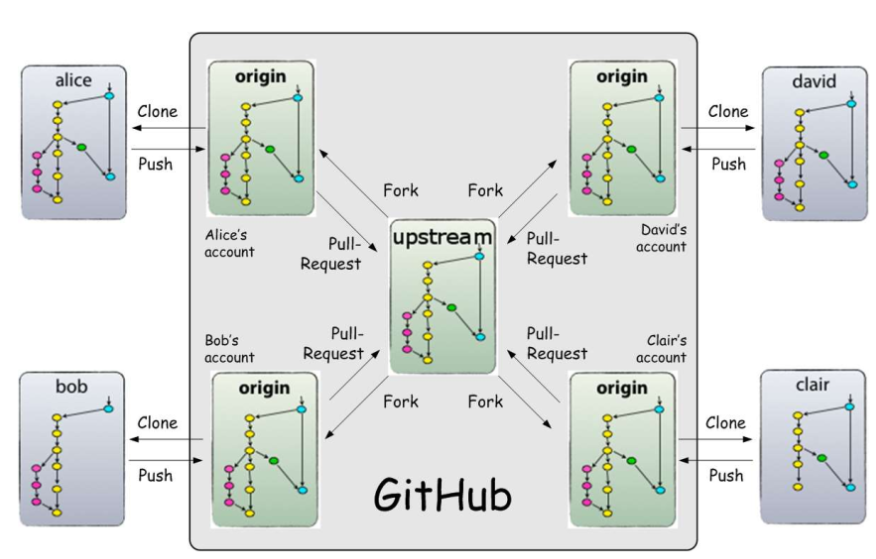 alice
origin
origin
david
Clone
Push
Clone
Push
Fork
Fork
Alice's
account
Pull-
Request
upstream
Pull-
Request
David's
account
Bob's
account
Pull-
Request
Pull-
Request
Clair's
account
bob
origin
Fork
Fork
origin
clair
Clone
Push
Clone
Push
GitHub